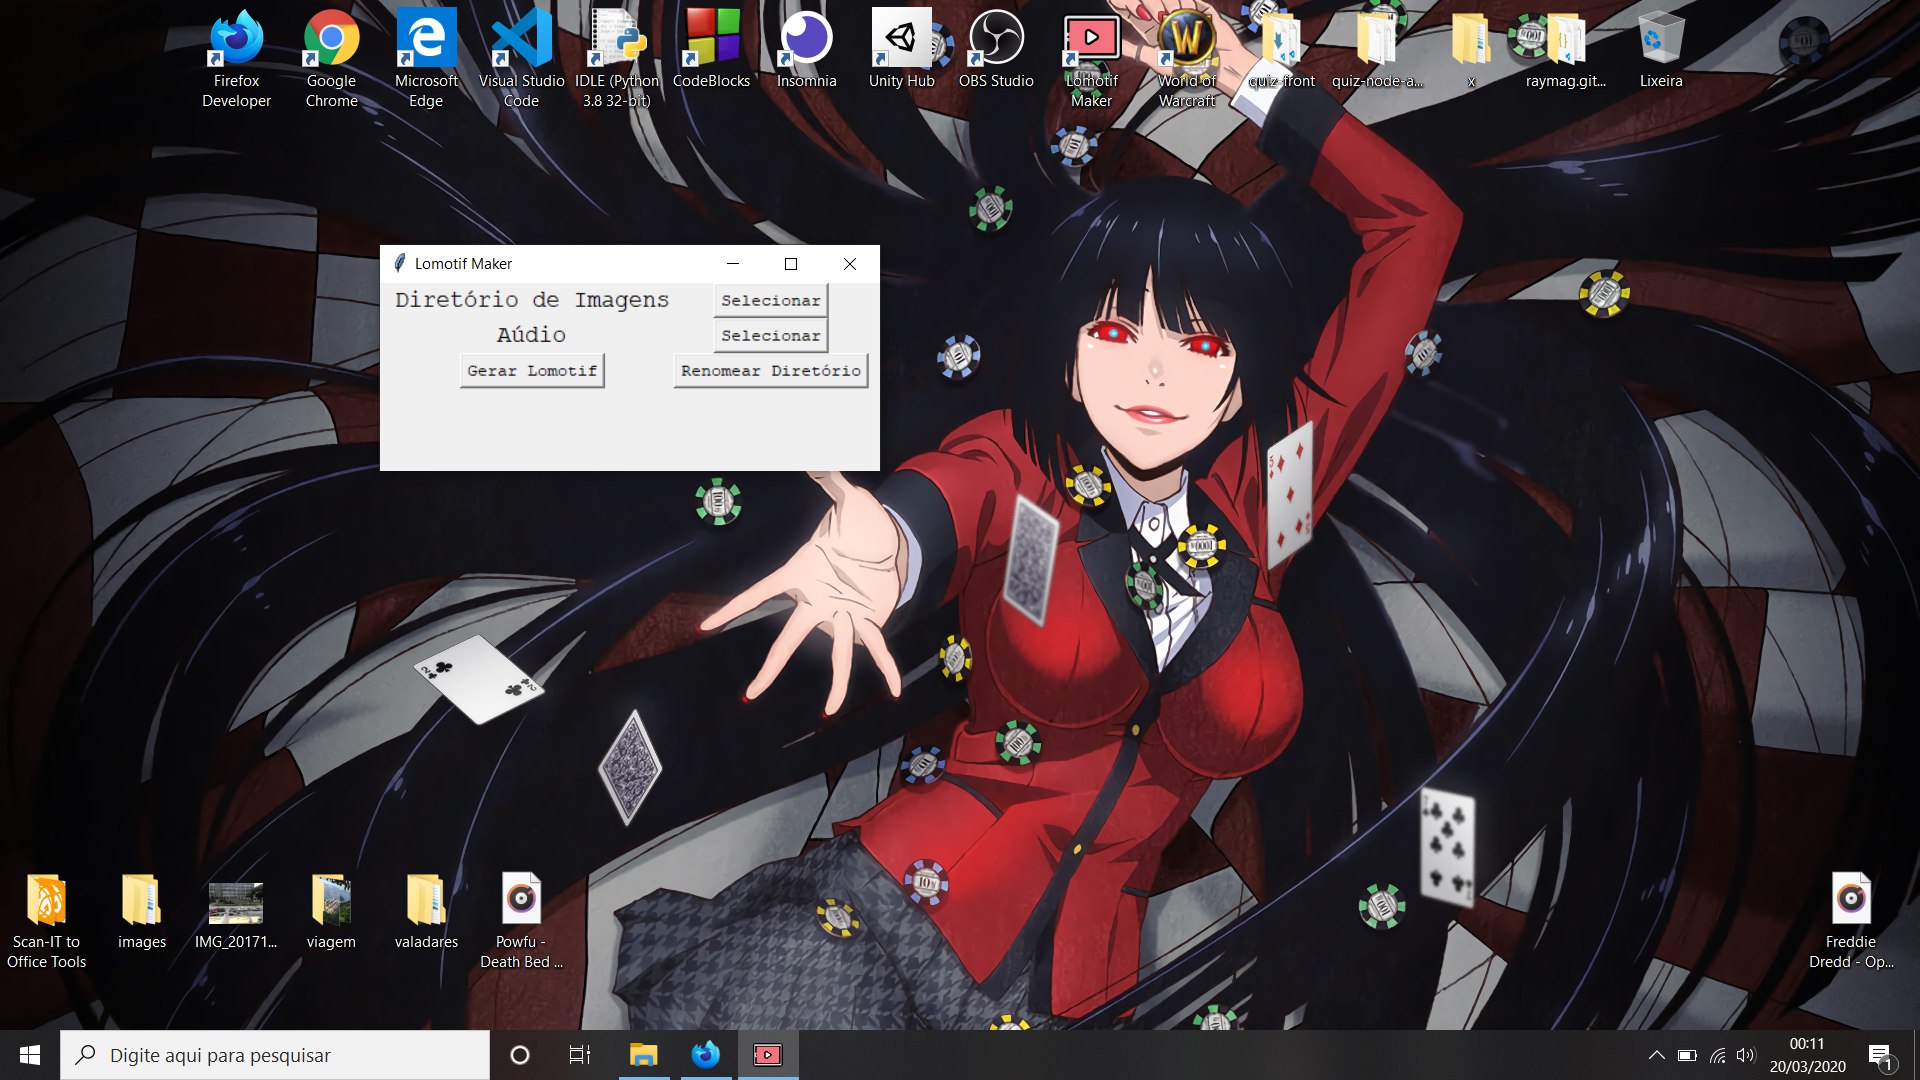 Firefox
Developer
Google
Chrome
Microsoft
Edge
Visual Studio
Code
IDLE (Python
3.8 32-bit)
CodeBlocks
Insomnia
Unity Hub
OBS Studio
Lomotif
Maker
World of
Warcraft
quiz-front
quiz-node-a...
x
raymag.git...
Lixeira
Lomotif Maker
Diretório de Imagens
Selecionar
Aúdio
Selecionar
Gerar Lomotif
Renomear Diretório
Scan-IT to
Office Tools
images
IMG_20171...
viagem
valadares
Powfu -
Death Bed ...
Freddie
Dredd - Op...
Digite aqui para pesquisar
00:11
20/03/2020
1